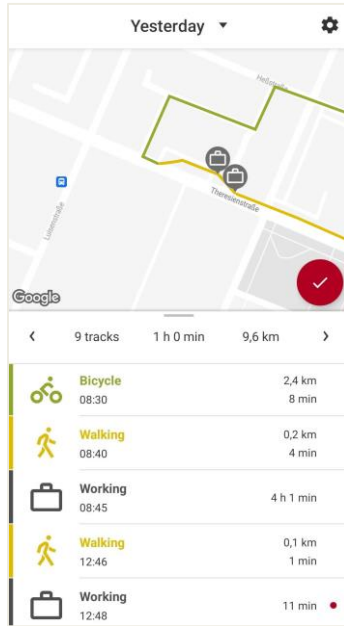 Yesterday
Heßstraße
Theresienstraße
Luisenstraße
Google
9 tracks 1 h 0 min 9,6 km
Bicycle 2,4 km
08:30 8 min
Walking 0,2 km
08:40 4 min
Working
08:45 4 h 1 min
Walking 0,1 km
12:46 1 min
Working
12:48 11 min